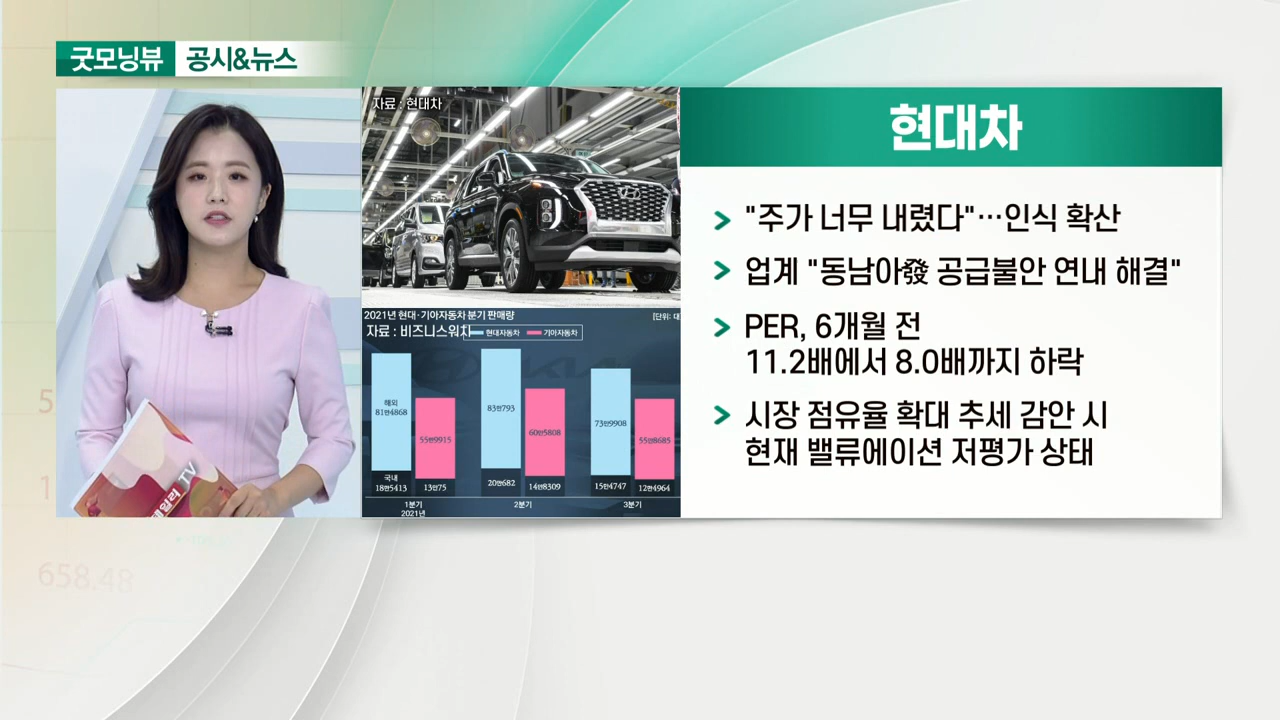 굿모닝뷰 공시&뉴스
자료 : 현대차
현대차
"주가 너무 내렸다"…인식 확산
업계 "동남아發 공급불안 연내 해결"
PER, 6개월 전
11.2배에서 8.0배까지 하락
시장 점유율 확대 추세 감안 시
현재 밸류에이션 저평가 상태
2021년 현대·기아자동차 분기 판매량
[단위: 대
자료 : 비즈니스워치
현대자동차 기아자동차
해외
81만4868
55만9915
83만793
60만5808
73만9908
55만8685
국내
18만5413
13만75
20만682
14만8309
15만4747
12만4964
1분기
2021년
2분기
3분기
TV
658.48